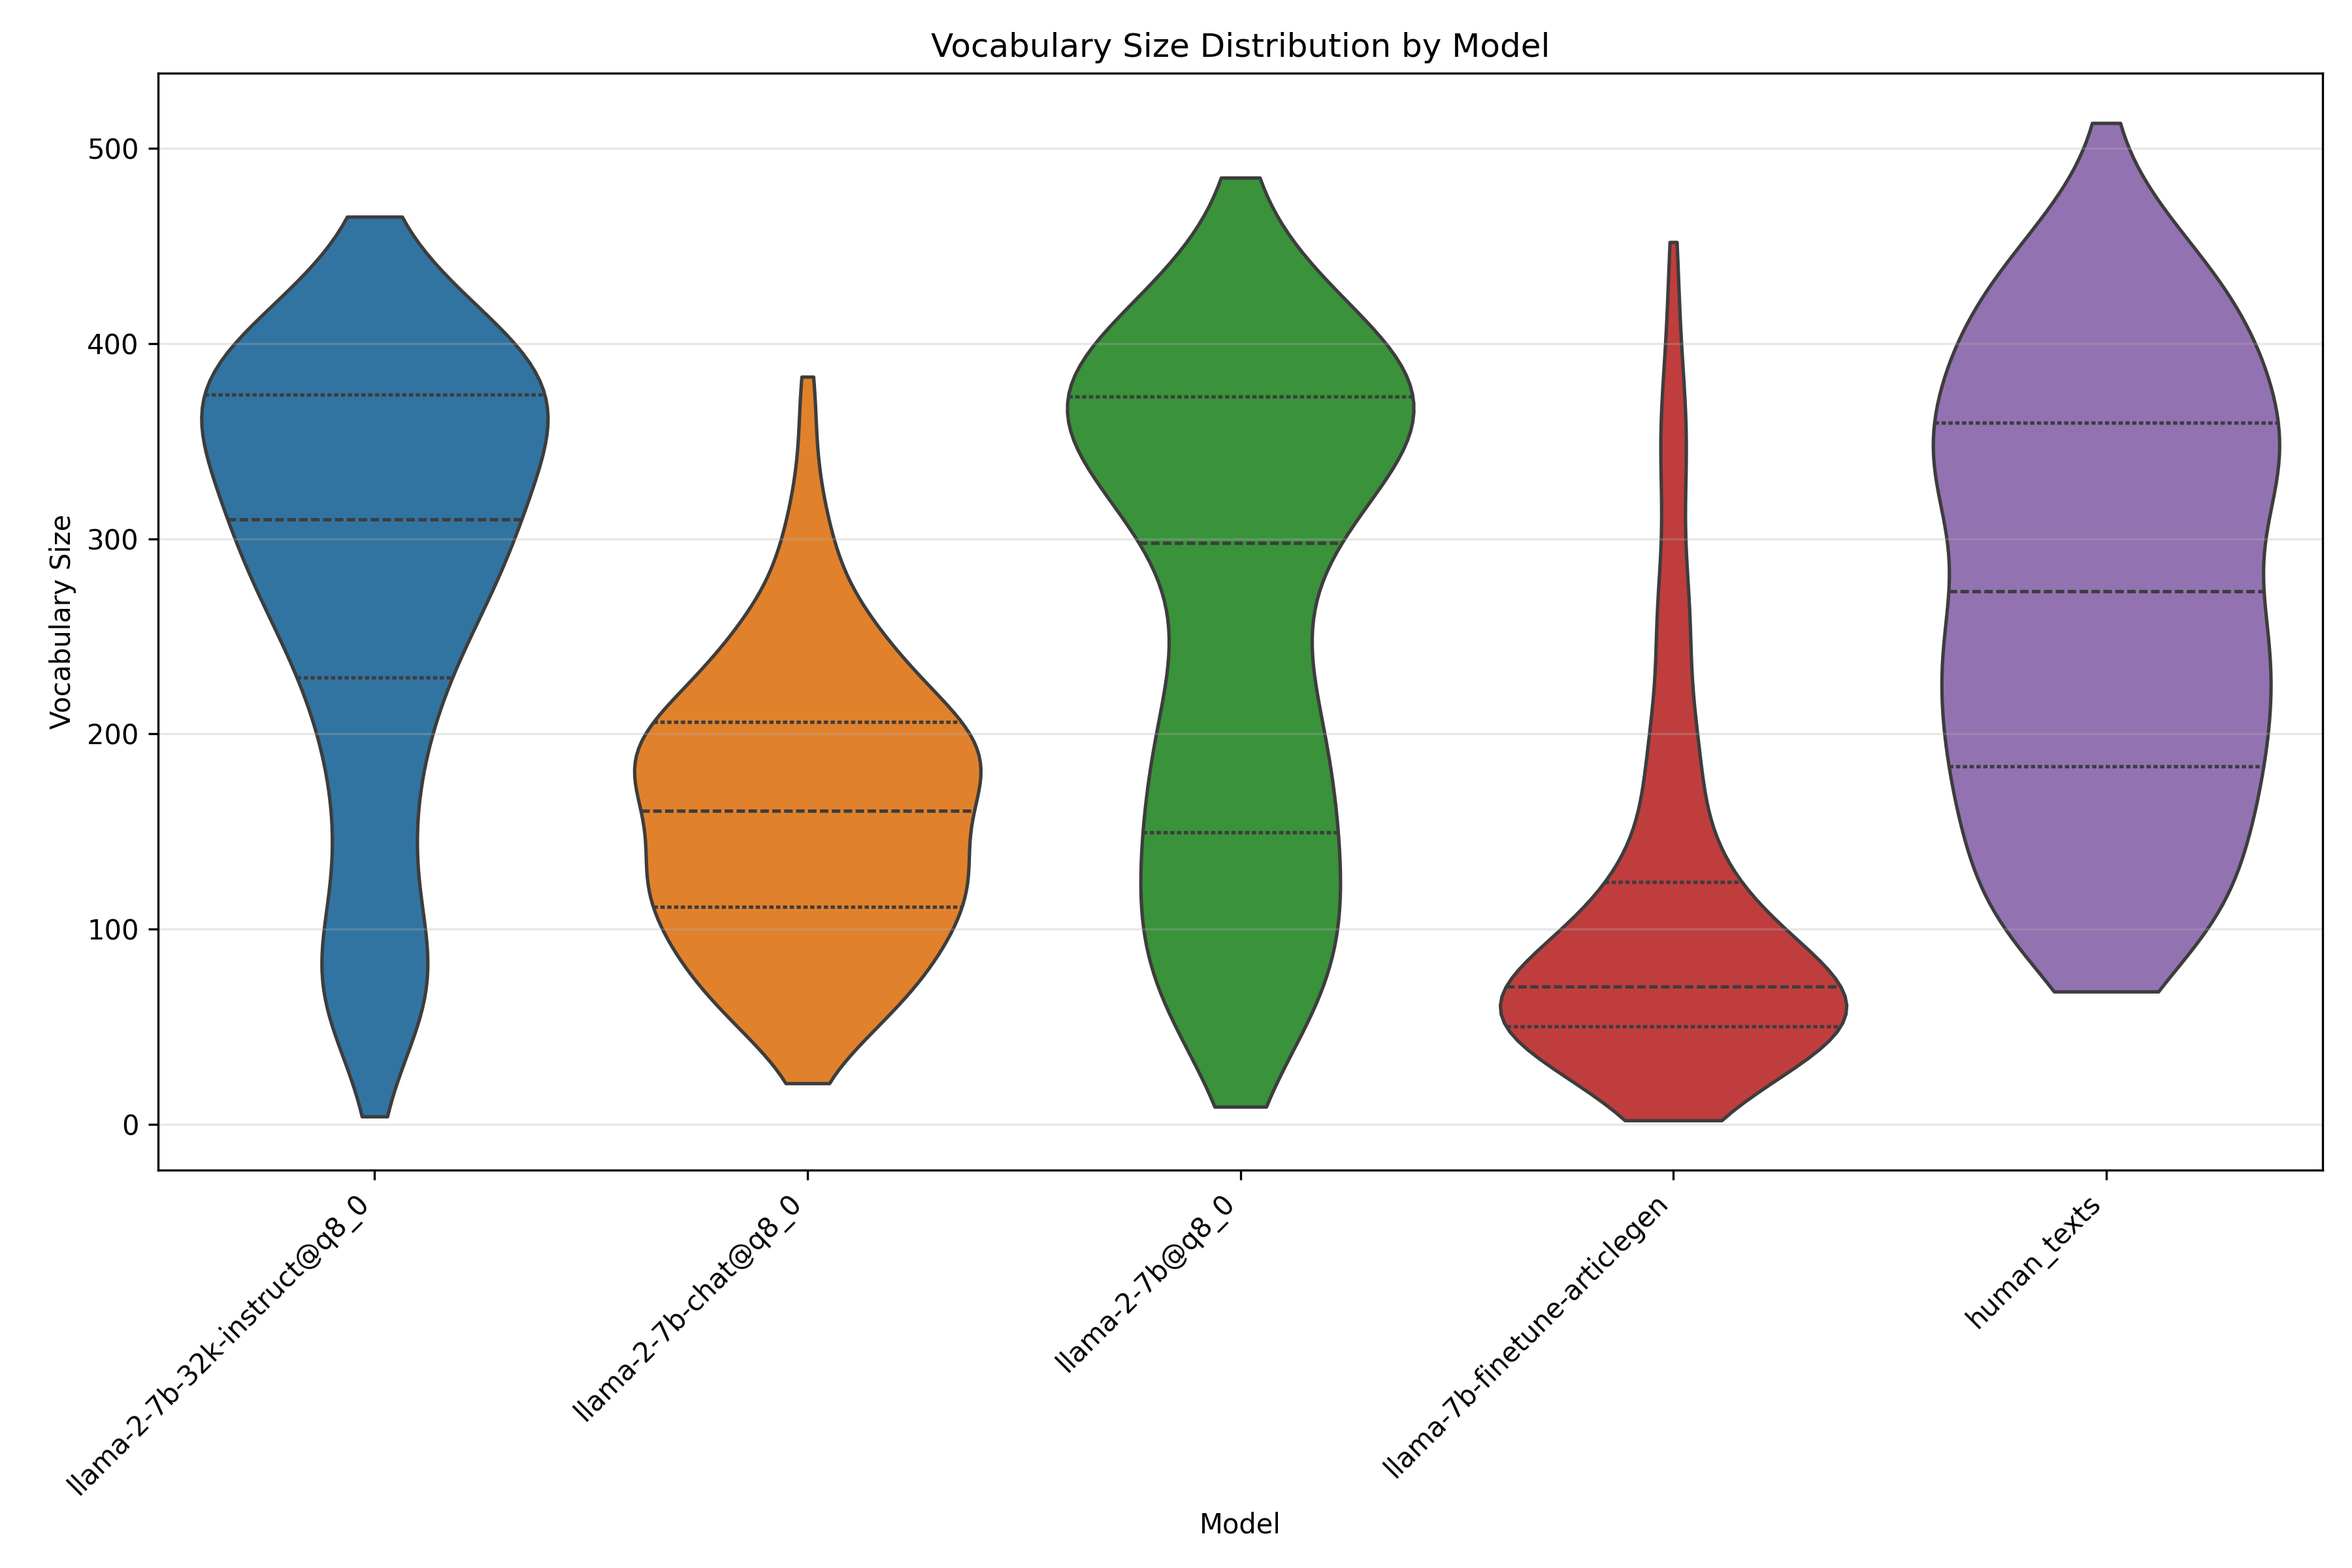 Vocabulary Size Distribution by Model
Vocabulary Size
500
400
300
200
100
0
llama-2-7b-32k-instruct@q8_0
llama-2-7b-chat@q8_0
llama-2-7b@q8_0
llama-7b-finetune-articlegen
human_texts
Model